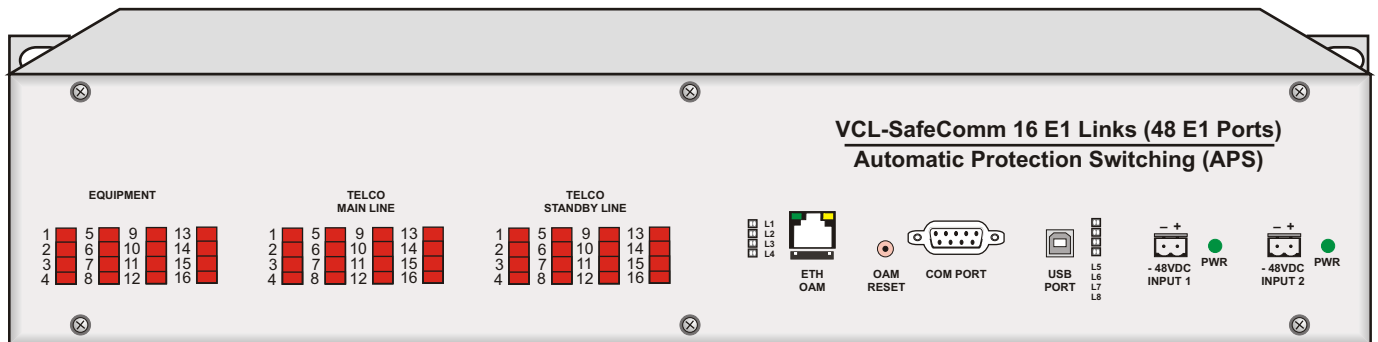 VCL-SafeComm 16 E1 Links (48 E1 Ports)
Automatic Protection Switching (APS)
EQUIPMENT
1 5 9 13
2 6 10 14
3 7 11 15
4 8 12 16
TELCO
MAIN LINE
1 5 9 13
2 6 10 14
3 7 11 15
4 8 12 16
TELCO
STANDBY LINE
1 5 9 13
2 6 10 14
3 7 11 15
4 8 12 16
L1
L2
L3
L4
ETH
OAM
OAM
RESET
COM PORT
USB
PORT
L5
L6
L7
L8
– +
- 48VDC
INPUT 1
PWR
– +
- 48VDC
INPUT 2
PWR